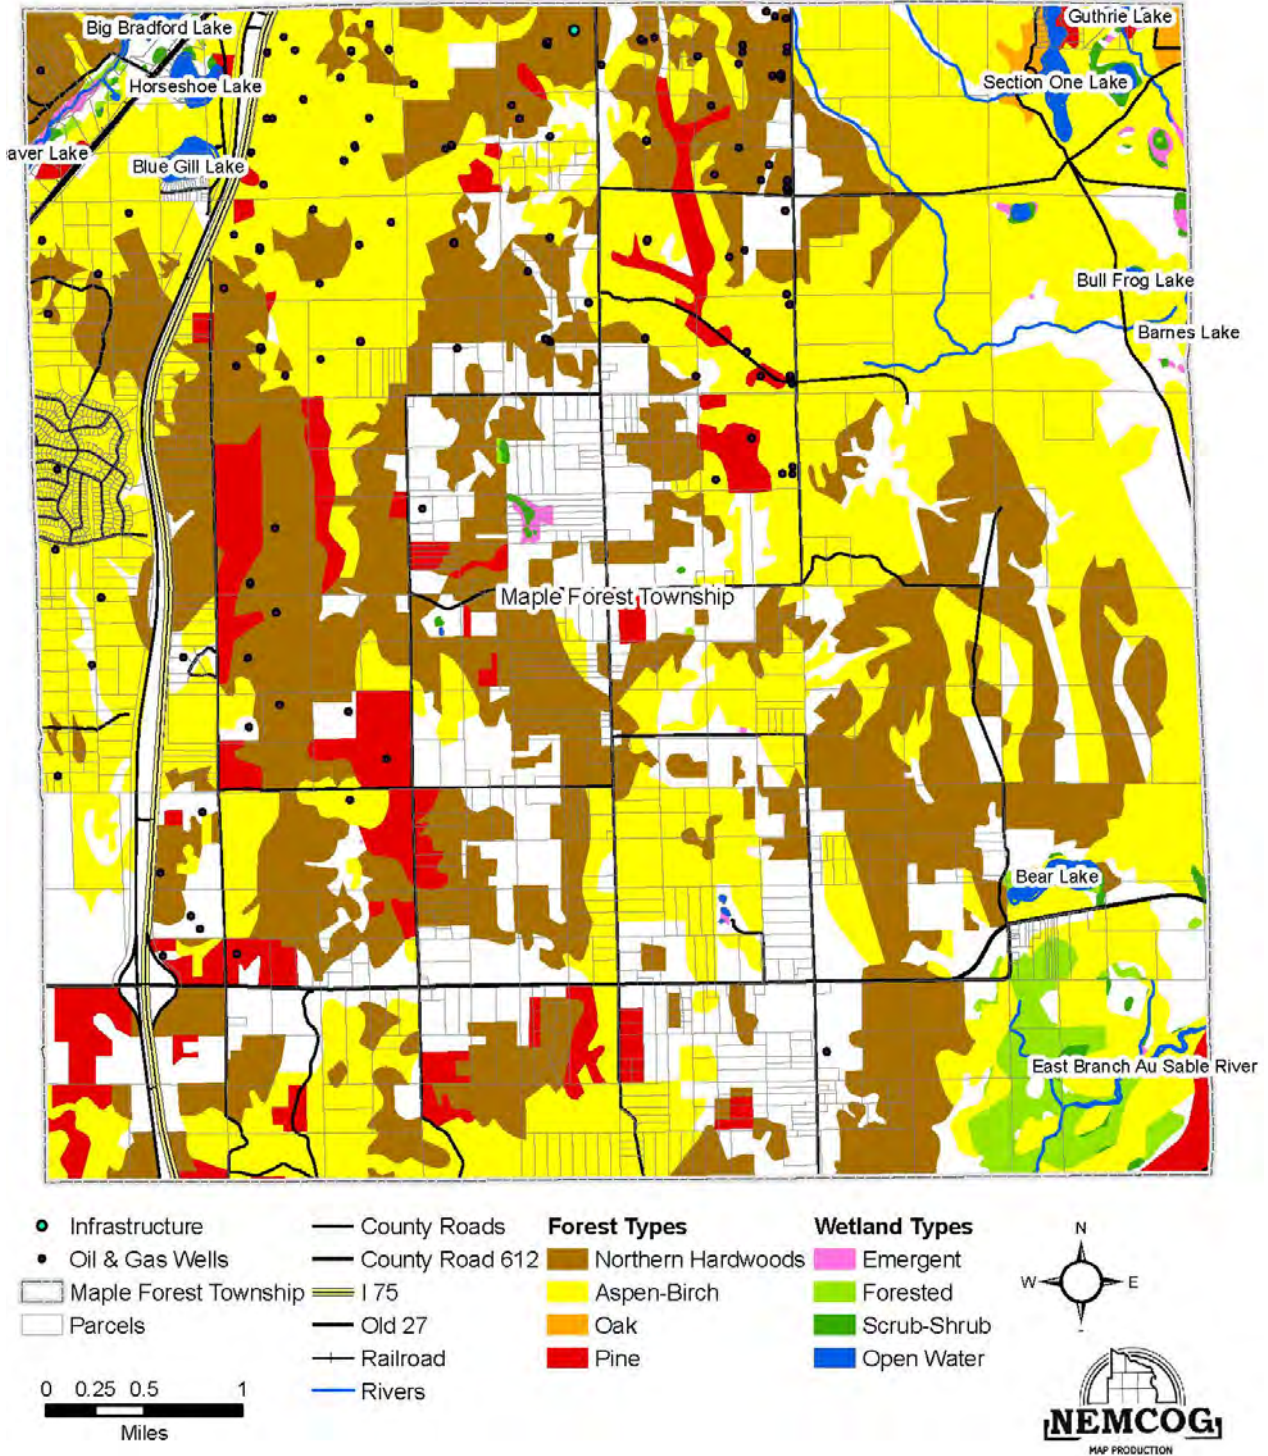 Big Bradford Lake
Guthrie Lake
Horseshoe Lake
Section One Lake
aver Lake
Blue Gill Lake
Bull Frog Lake
Barnes Lake
Maple Forest Township
Bear Lake
East Branch Au Sable River
Infrastructure
Oil & Gas Wells
Maple Forest Township
Parcels
County Roads
County Road 612
I 75
Old 27
Railroad
Rivers
Forest Types
Northern Hardwoods
Aspen-Birch
Oak
Pine
Wetland Types
Emergent
Forested
Scrub-Shrub
Open Water
N
W E
0 0.25 0.5 1
Miles
NEMCOG
MAP PRODUCTION